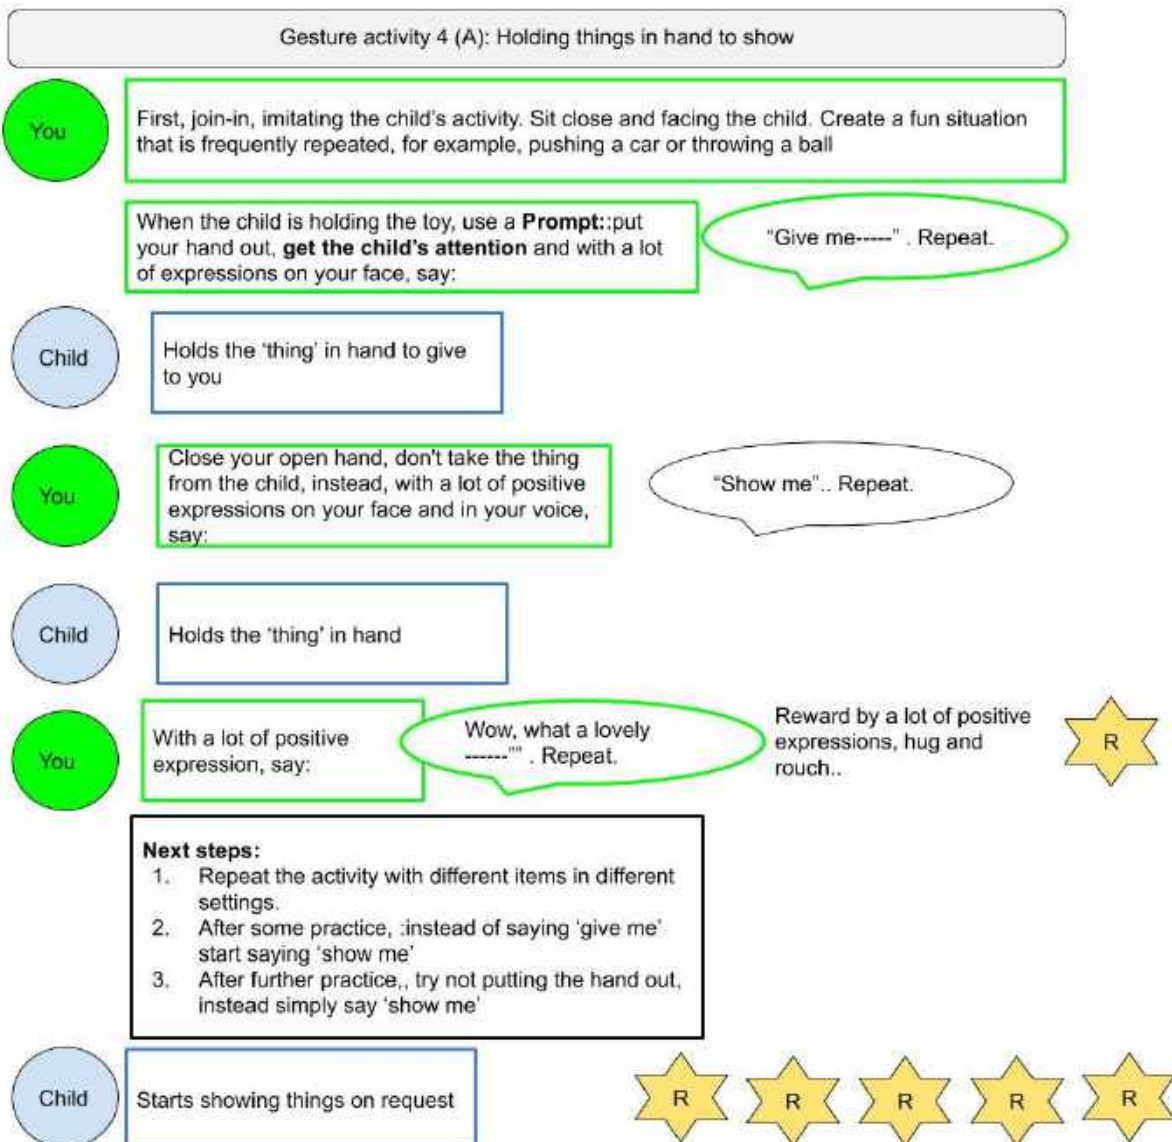 Gesture activity 4 (A): Holding things in hand to show
You
First, join-in, imitating the child's activity. Sit close and facing the child. Create a fun situation
that is frequently repeated, for example, pushing a car or throwing a ball
When the child is holding the toy, use a Prompt::put
your hand out, get the child's attention and with a lot
of expressions on your face, say:
"Give me-----" . Repeat.
Child
Holds the 'thing' in hand to give
to you
You
Close your open hand, don't take the thing
from the child, instead, with a lot of positive
expressions on your face and in your voice,
say:
"Show me".. Repeat.
Child
Holds the 'thing' in hand
You
With a lot of positive
expression, say:
Wow, what a lovely
------"" . Repeat.
Reward by a lot of positive
expressions, hug and
rouch..
R
Next steps:
1. Repeat the activity with different items in different
settings.
2. After some practice, :instead of saying 'give me'
start saying 'show me'
3. After further practice,, try not putting the hand out,
instead simply say 'show me'
Child
Starts showing things on request
R R R R R